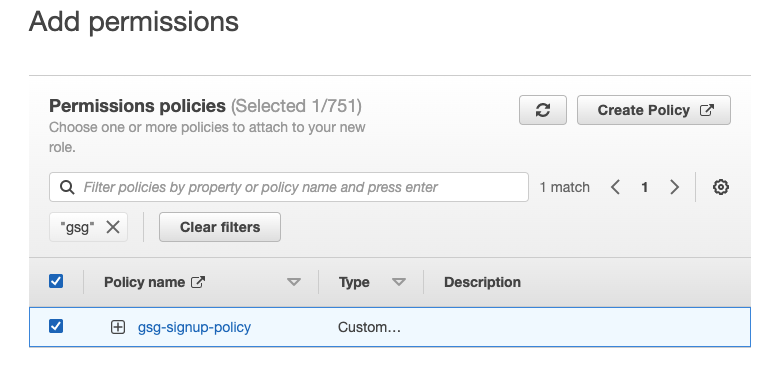 Add permissions
Permissions policies (Selected 1/751)
Choose one or more policies to attach to your new
role.
Create Policy
Filter policies by property or policy name and press enter
1 match
1
"gsg"
Clear filters
Policy name
Type
Description
gsg-signup-policy
Custom...